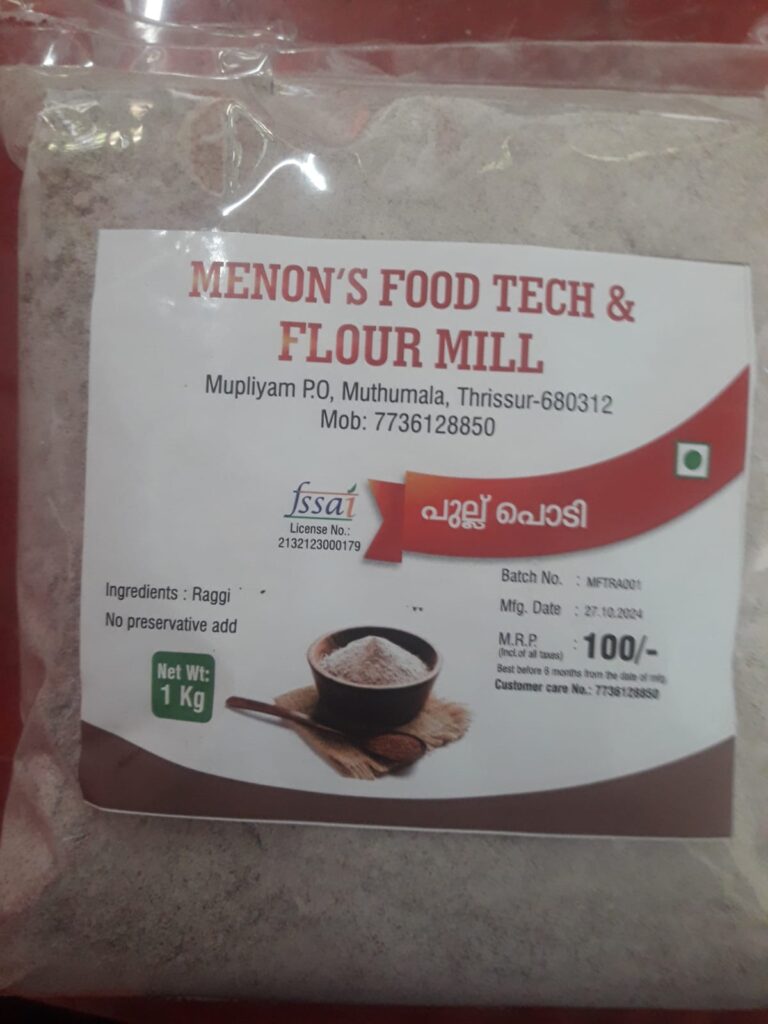 MENON'S FOOD TECH &
FLOUR MILL
Mupliyam P.O, Muthumala, Thrissur-680312
Mob: 7736128850
fssai
License No.:
2132123000179
പുല്ല് പൊടി
Ingredients : Raggi
No preservative add
Net Wt:
1 Kg
Batch No. : MFTRA001
Mfg. Date : 27.10.2024
M.R.P. : 100/-
(Incl.of all taxes)
Best before 6 months from the date of mfg.
Customer care No.: 7736128850